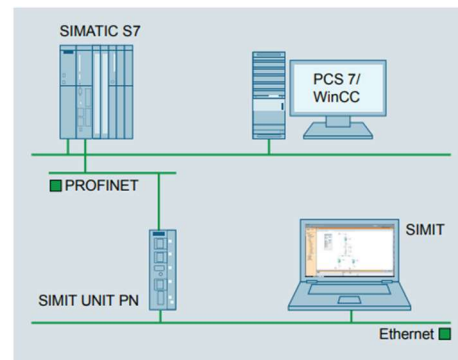 SIMATIC S7
PCS 7/
WinCC
PROFINET
SIMIT
SIMIT UNIT PN
Ethernet